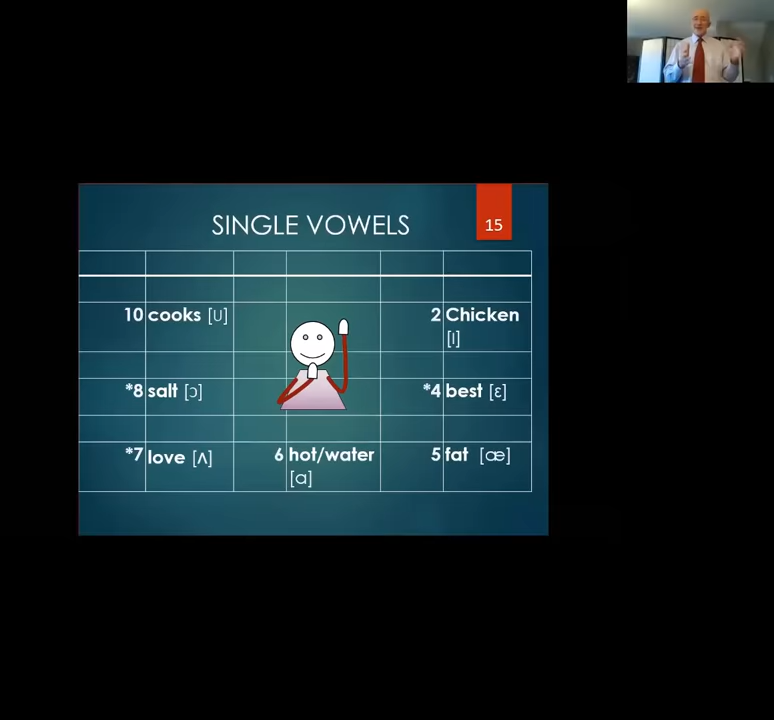 SINGLE VOWELS
15
10 cooks [ʊ]
2 Chicken
[ɪ]
*8 salt [ɔ]
*4 best [ɛ]
*7 love [ʌ]
6 hot/water
[ɑ]
5 fat [æ]